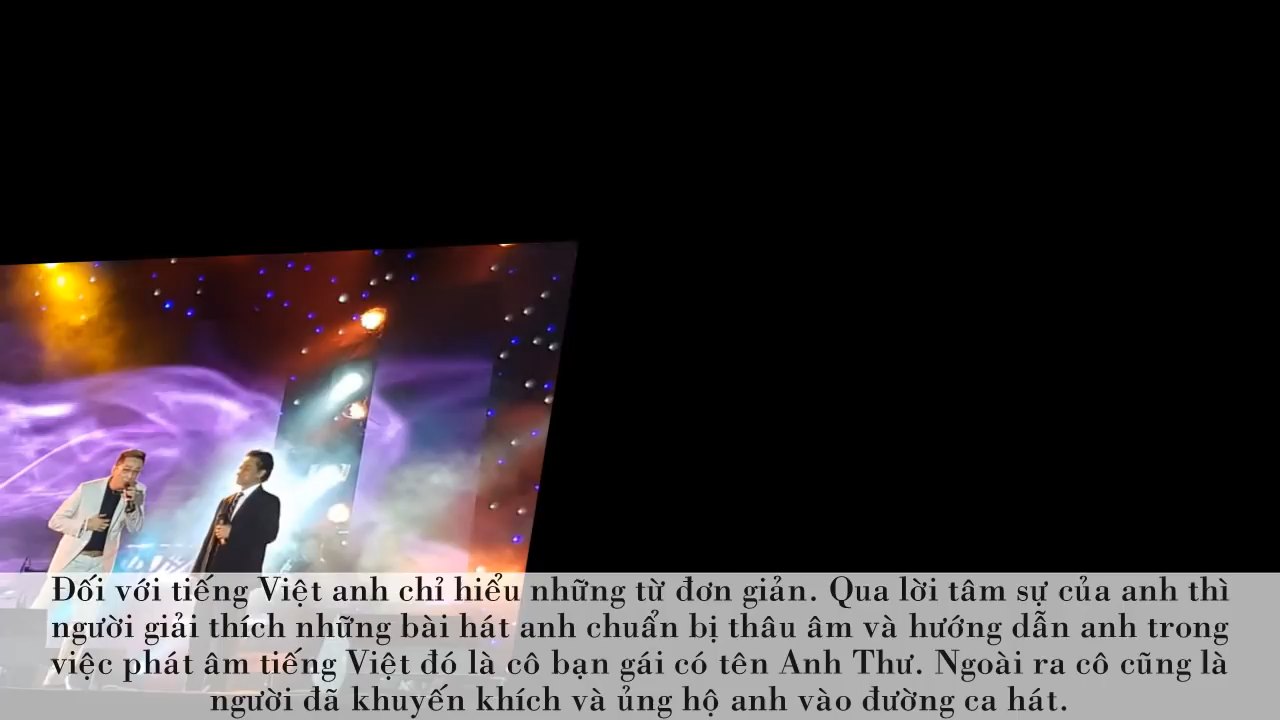 Đối với tiếng Việt anh chỉ hiểu những từ đơn giản. Qua lời tâm sự của anh thì
người giải thích những bài hát anh chuẩn bị thâu âm và hướng dẫn anh trong
việc phát âm tiếng Việt đó là cô bạn gái có tên Anh Thư. Ngoài ra cô cũng là
người đã khuyến khích và ủng hộ anh vào đường ca hát.